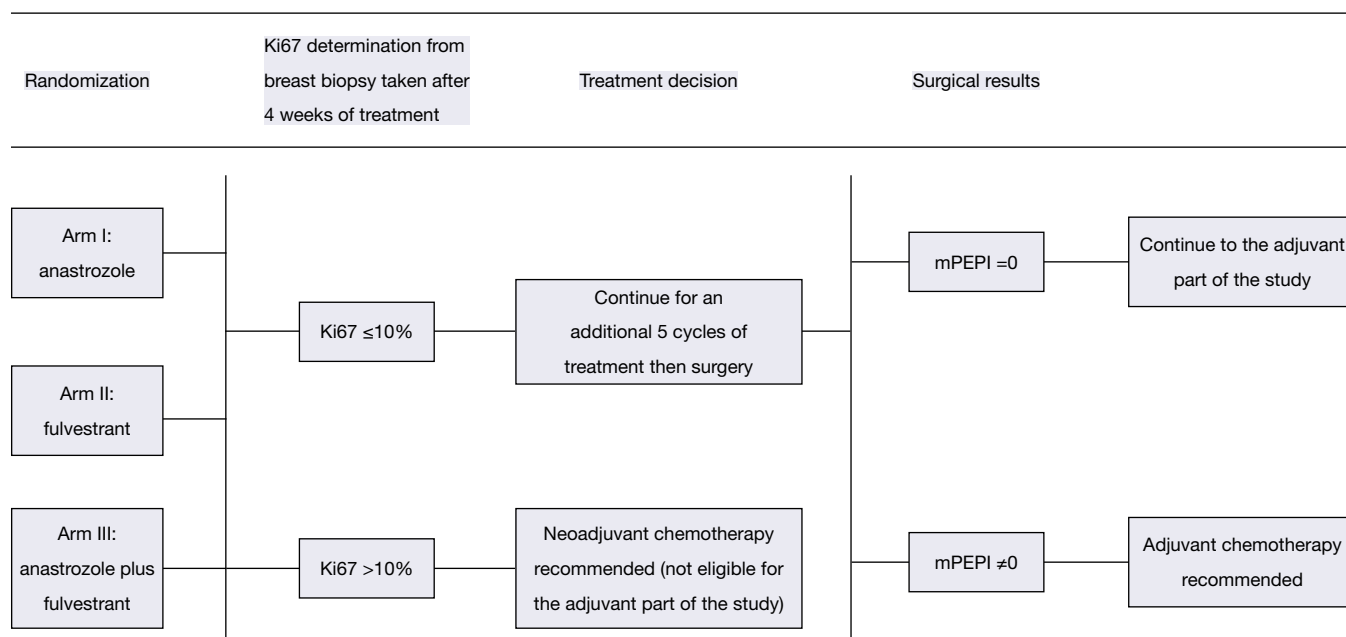 Randomization
Ki67 determination from
breast biopsy taken after
4 weeks of treatment
Treatment decision
Surgical results
Arm I:
anastrozole
Arm II:
fulvestrant
Arm III:
anastrozole plus
fulvestrant
Ki67 ≤10%
Ki67 >10%
Continue for an
additional 5 cycles of
treatment then surgery
Neoadjuvant chemotherapy
recommended (not eligible for
the adjuvant part of the study)
mPEPI =0
mPEPI ≠0
Continue to the adjuvant
part of the study
Adjuvant chemotherapy
recommended